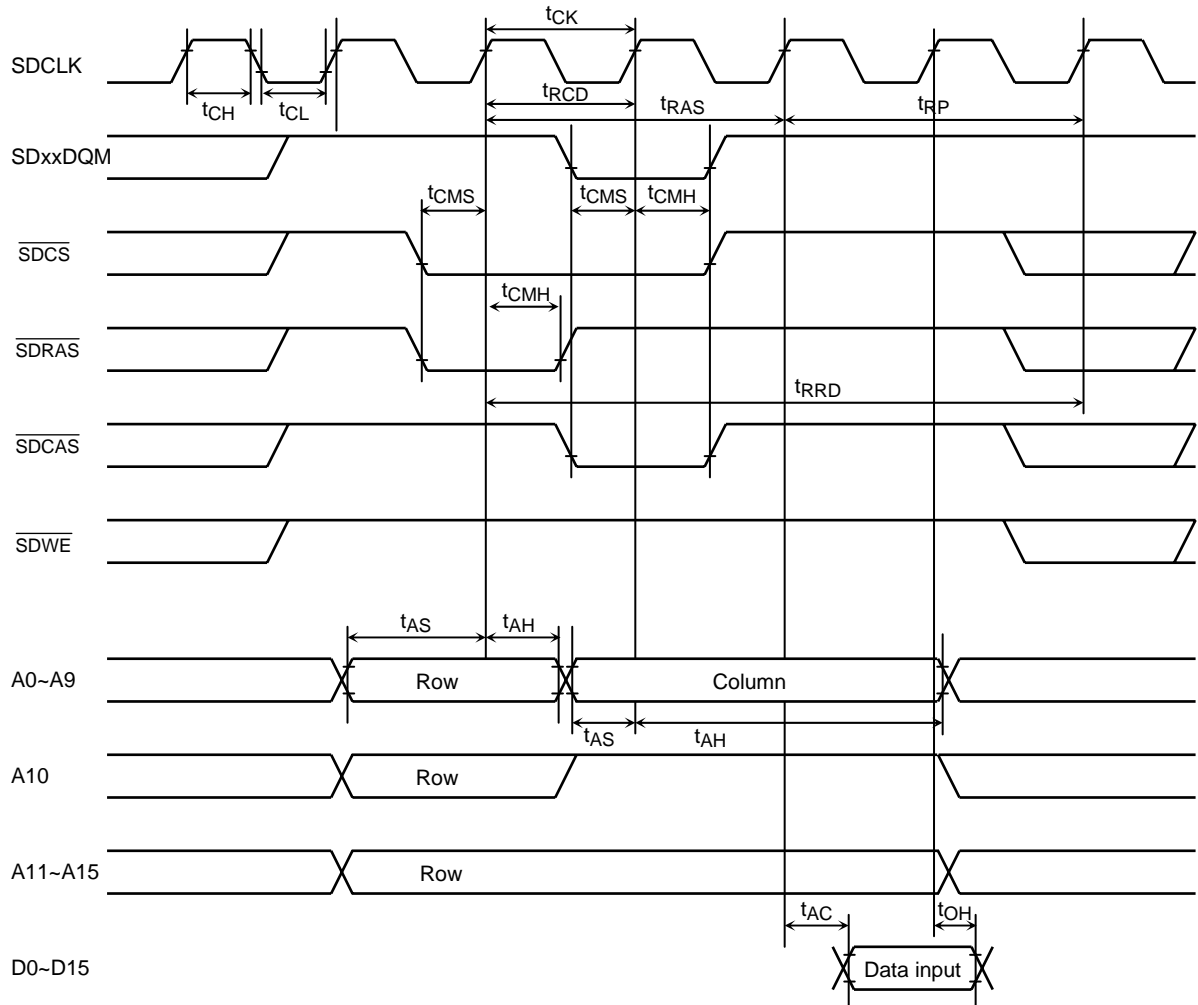 tCK
SDCLK
tCH
tCL
tRCD
tRAS
tRP
SDxxDQM
tCMS
tCMS
tCMH
SDCS
tCMH
SDRAS
tRRD
SDCAS
SDWE
tAS
tAH
A0~A9
Row
Column
tAS
tAH
A10
Row
A11~A15
Row
tAC
tOH
D0~D15
Data input